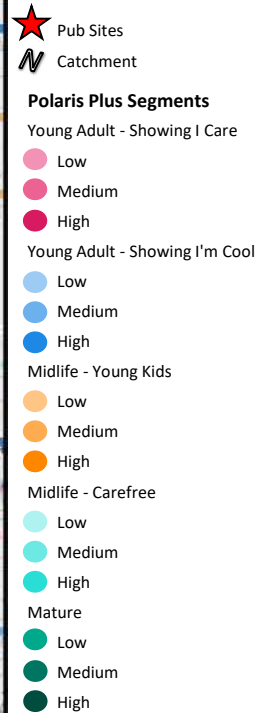 Pub Sites
Catchment
Polaris Plus Segments
Young Adult - Showing I Care
Low
Medium
High
Young Adult - Showing I'm Cool
Low
Medium
High
Midlife - Young Kids
Low
Medium
High
Midlife - Carefree
Low
Medium
High
Mature
Low
Medium
High